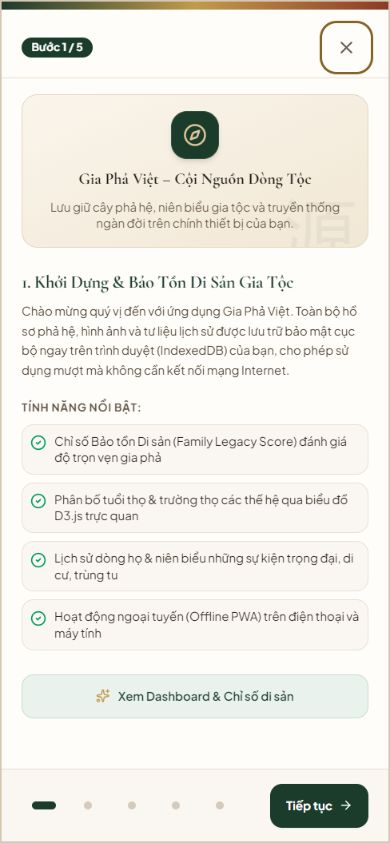 Bước 1 / 5
Gia Phả Việt – Cội Nguồn Dòng Tộc
Lưu giữ cây phả hệ, niên biểu gia tộc và truyền thống
ngàn đời trên chính thiết bị của bạn.
源
1. Khởi Dựng & Bảo Tồn Di Sản Gia Tộc
Chào mừng quý vị đến với ứng dụng Gia Phả Việt. Toàn bộ hồ
sơ phả hệ, hình ảnh và tư liệu lịch sử được lưu trữ bảo mật cục
bộ ngay trên trình duyệt (IndexedDB) của bạn, cho phép sử
dụng mượt mà không cần kết nối mạng Internet.
TÍNH NĂNG NỔI BẬT:
Chỉ số Bảo tồn Di sản (Family Legacy Score) đánh giá
độ trọn vẹn gia phả
Phân bổ tuổi thọ & trường thọ các thế hệ qua biểu đồ
D3.js trực quan
Lịch sử dòng họ & niên biểu những sự kiện trọng đại, di
cư, trùng tu
Hoạt động ngoại tuyến (Offline PWA) trên điện thoại và
máy tính
Xem Dashboard & Chỉ số di sản
Tiếp tục →